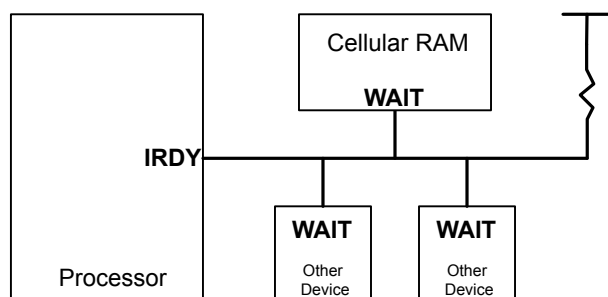 Cellular RAM
WAIT
IRDY
WAIT
Other
Device
WAIT
Other
Device
Processor